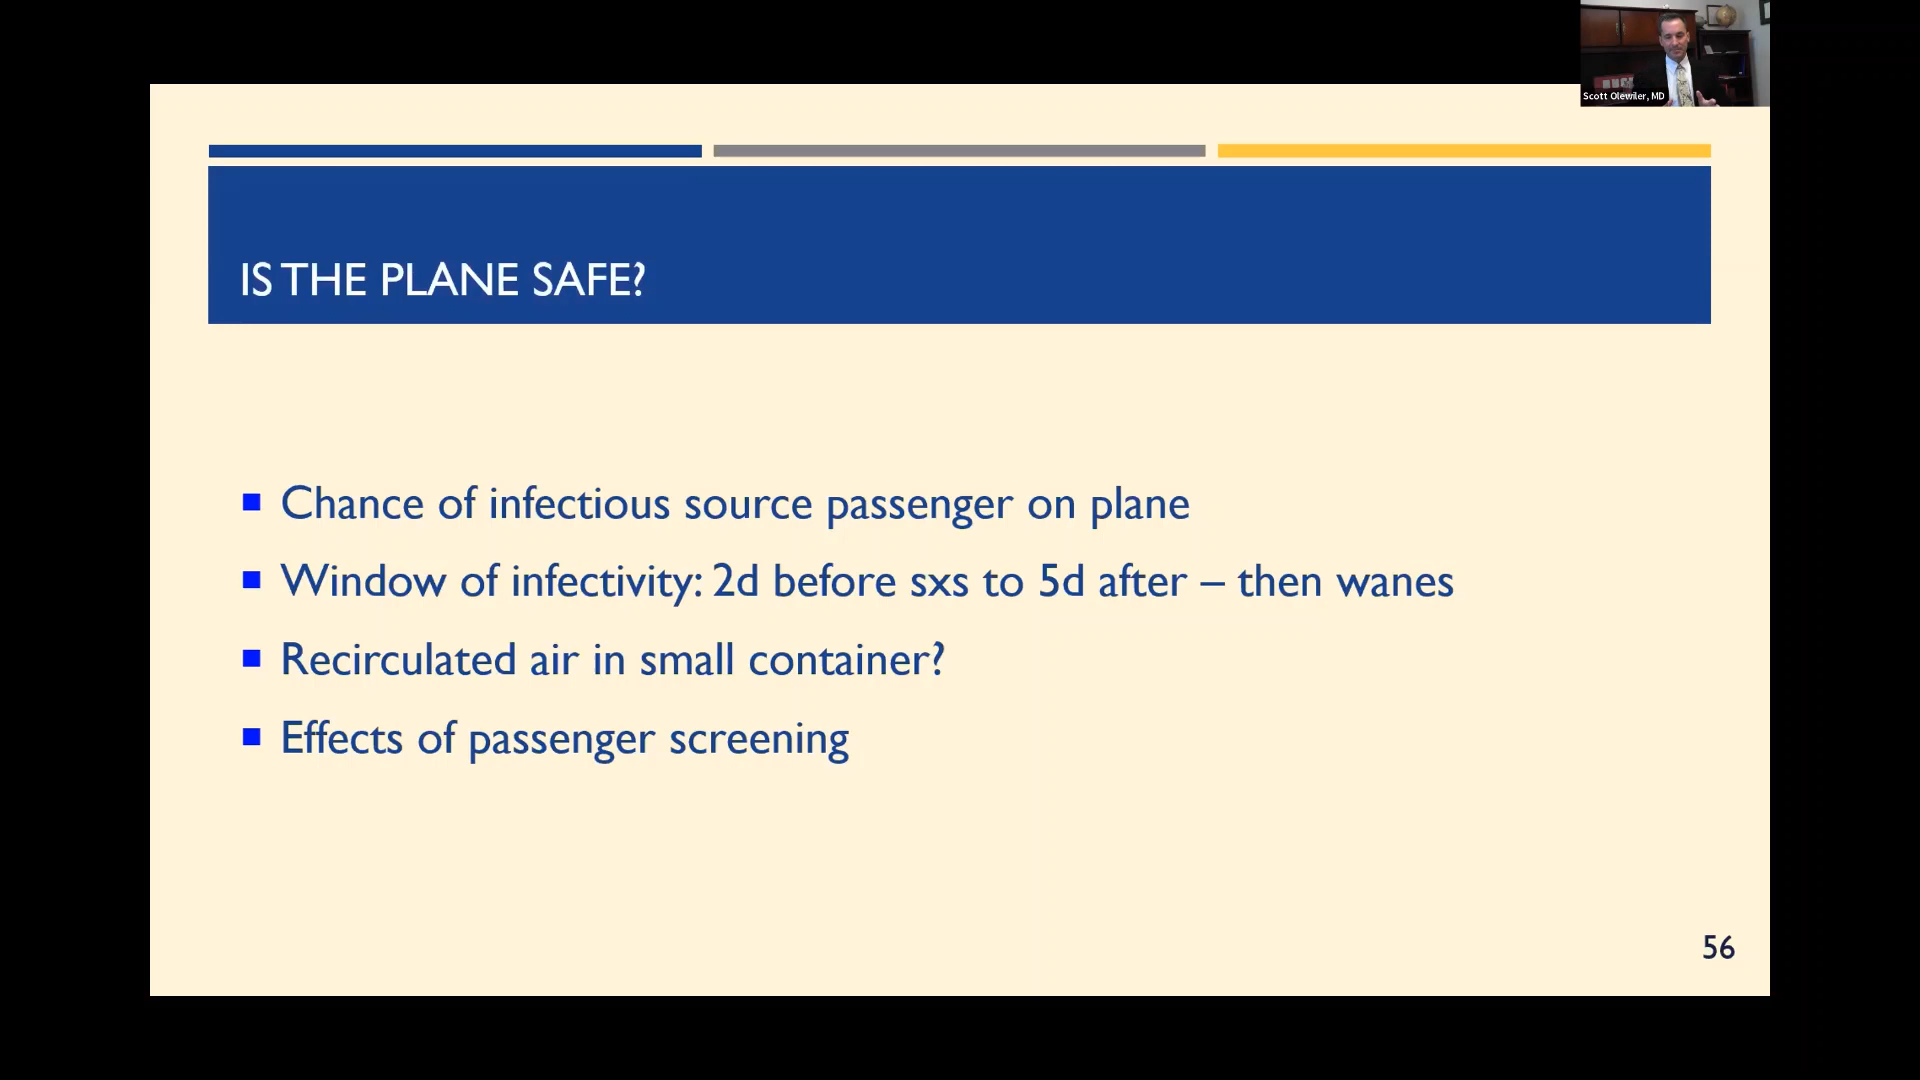 Scott Olewiler, MD
IS THE PLANE SAFE?
Chance of infectious source passenger on plane
Window of infectivity: 2d before sxs to 5d after – then wanes
Recirculated air in small container?
Effects of passenger screening
56